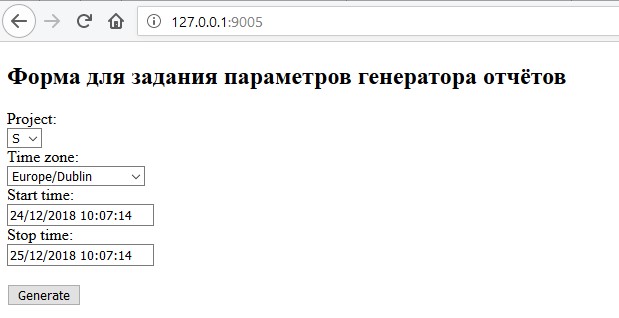 127.0.0.1:9005
Форма для задания параметров генератора отчётов
Project:
S
Time zone:
Europe/Dublin
Start time:
24/12/2018 10:07:14
Stop time:
25/12/2018 10:07:14
Generate